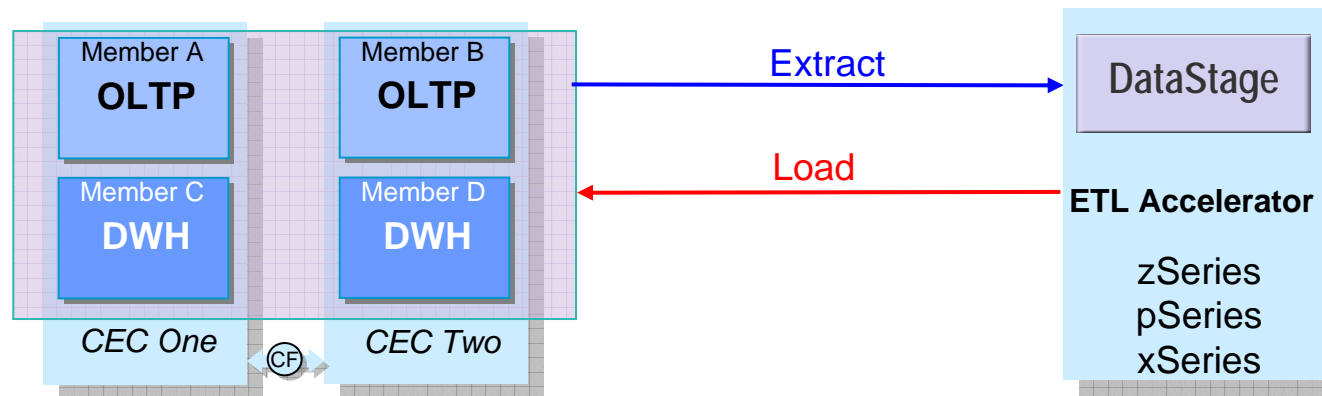 Member A
OLTP
Member B
OLTP
Member C
DWH
Member D
DWH
CEC One
CF
CEC Two
Extract
Load
DataStage
ETL Accelerator
zSeries
pSeries
xSeries